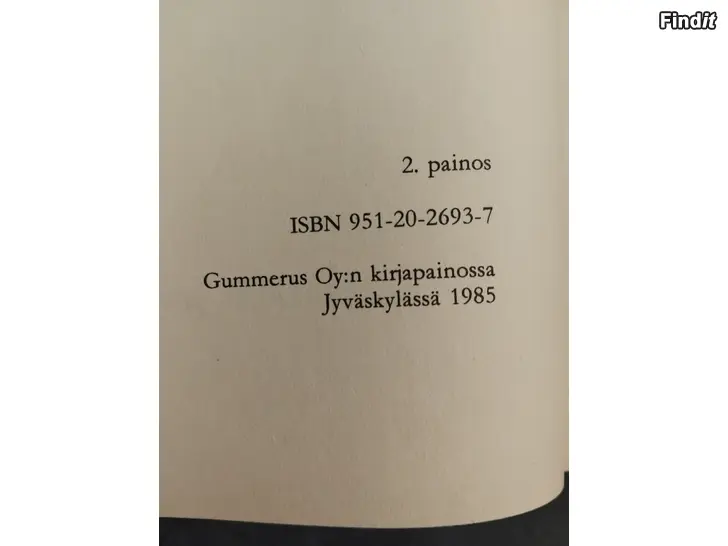 Findit
2. painos
ISBN 951-20-2693-7
Gummerus Oy:n kirjapainossa
Jyväskylässä 1985